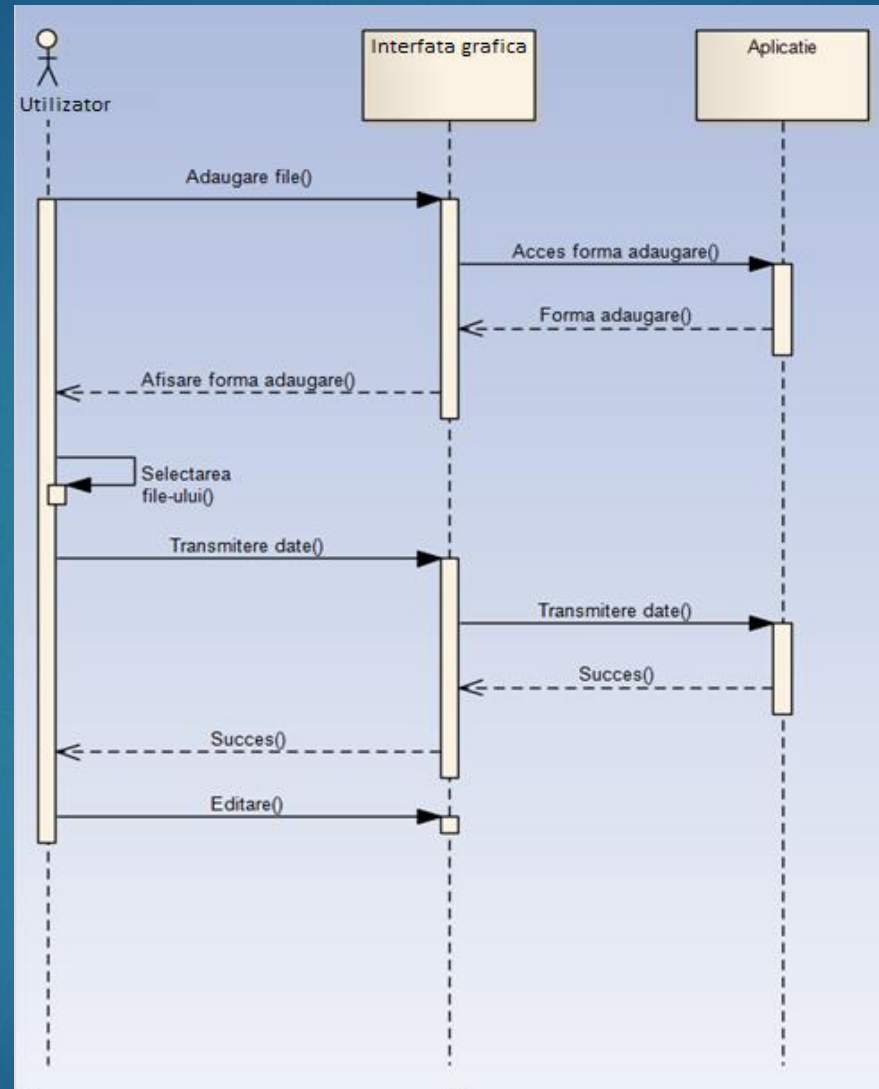 Utilizator
Interfata grafica
Aplicatie
Adaugare file()
Acces forma adaugare()
Forma adaugare()
Afisare forma adaugare()
Selectarea
file-ului()
Transmitere date()
Transmitere date()
Succes()
Succes()
Editare()